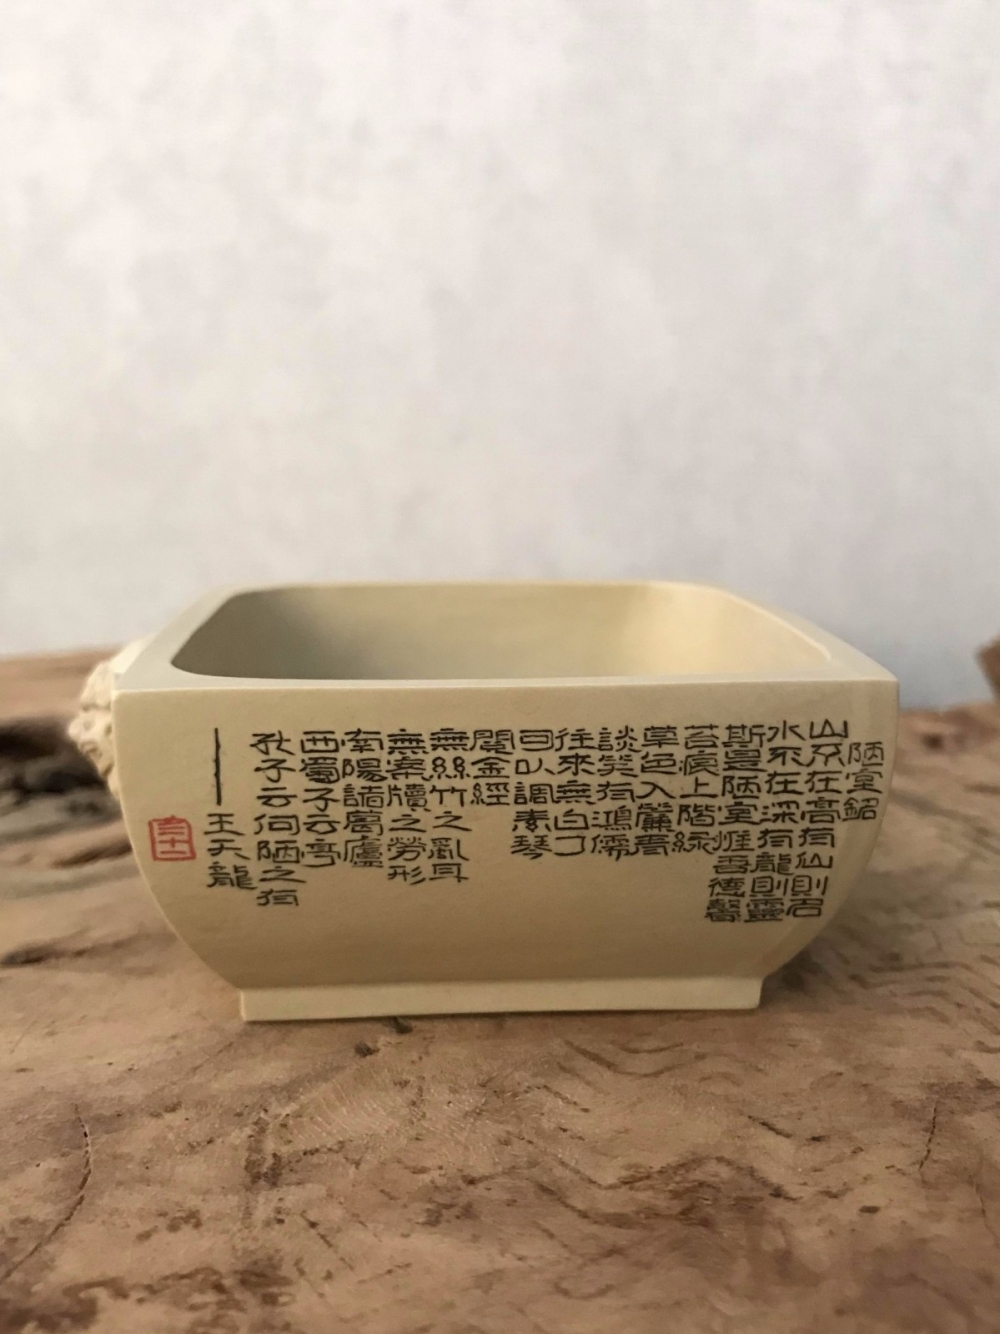 陋室銘
山不在高有仙則名
水不在深有龍則靈
斯是陋室惟吾德馨
苔痕上階綠
草色入簾青
談笑有鴻儒
往來無白丁
可以調素琴
閱金經
無絲竹之亂耳
無案牘之勞形
南陽諸葛廬
西蜀子云亭
孔子云何陋之有
王天龍